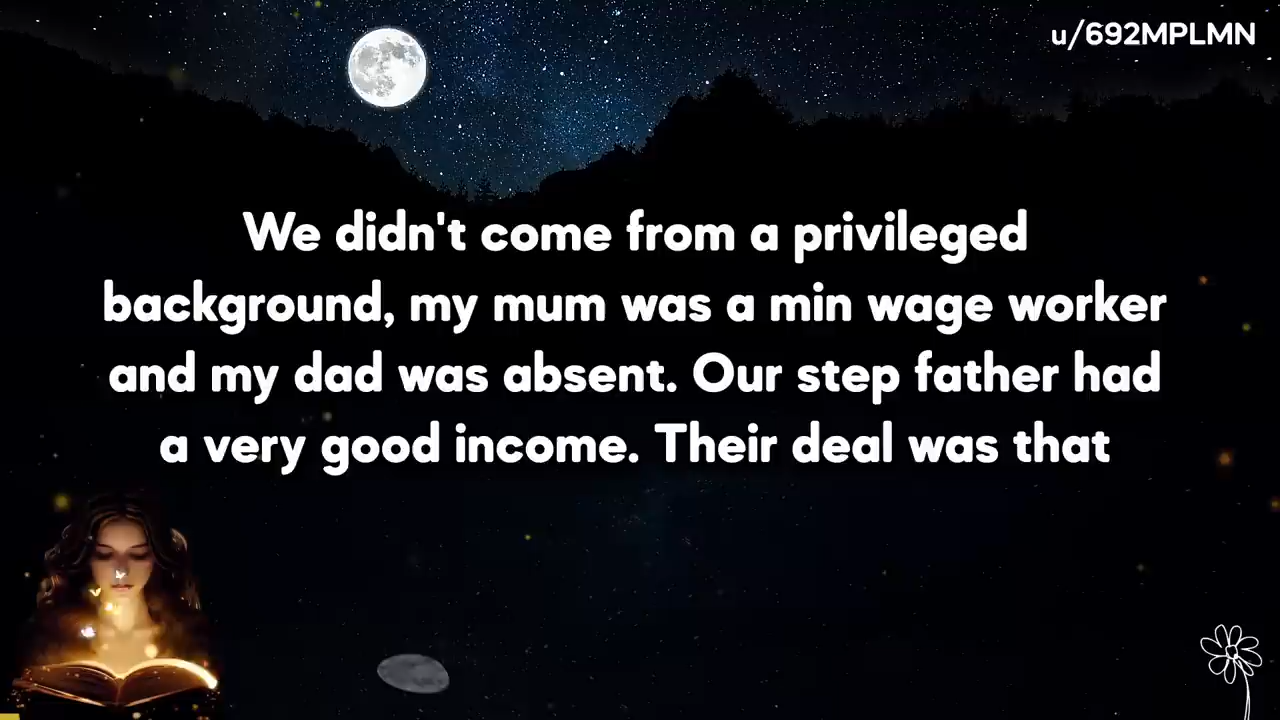 u/692MPLMN
We didn't come from a privileged
background, my mum was a min wage worker
and my dad was absent. Our step father had
a very good income. Their deal was that